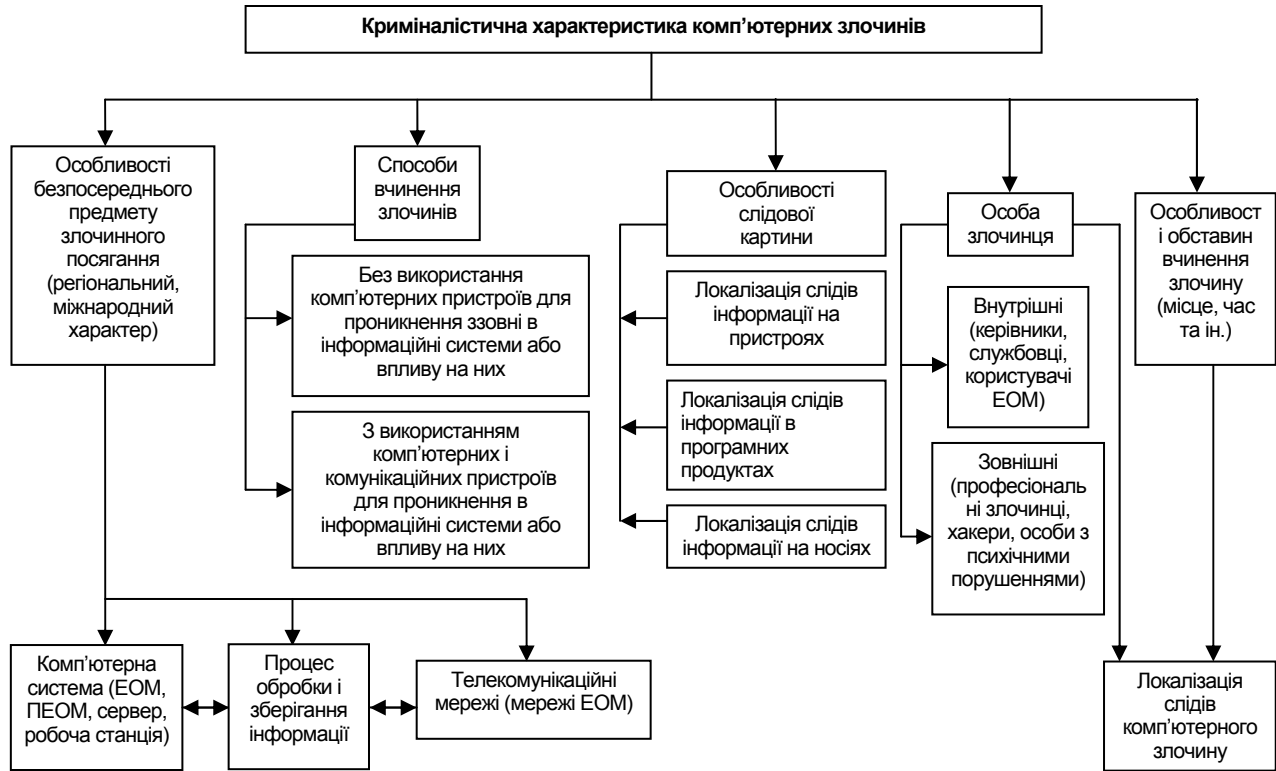 Криміналістична характеристика комп’ютерних злочинів
Особливості
безпосереднього
предмету
злочинного
посягання
(регіональний,
міжнародний
характер)
Способи
вчинення
злочинів
Без використання
комп’ютерних пристроїв для
проникнення ззовні в
інформаційні системи або
впливу на них
З використанням
комп’ютерних і
комунікаційних пристроїв
для проникнення в
інформаційні системи або
впливу на них
Особливості
слідової
картини
Локалізація слідів
інформації на
пристроях
Локалізація слідів
інформації в
програмних
продуктах
Локалізація слідів
інформації на носіях
Особа
злочинця
Внутрішні
(керівники,
службовці,
користувачі
ЕОМ)
Зовнішні
(професіональ
ні злочинці,
хакери, особи з
психічними
порушеннями)
Особливост
і обставин
вчинення
злочину
(місце, час
та ін.)
Комп’ютерна
система (ЕОМ,
ПЕОМ, сервер,
робоча станція)
Процес
обробки і
зберігання
інформації
Телекомунікаційні
мережі (мережі ЕОМ)
Локалізація
слідів
комп’ютерного
злочину